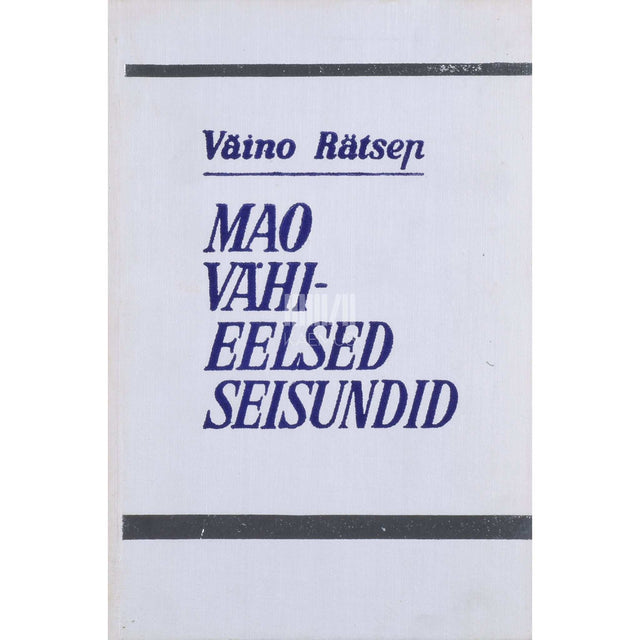 Väino Rätsep
MAO
VÄHI-
EELSED
SEISUNDID